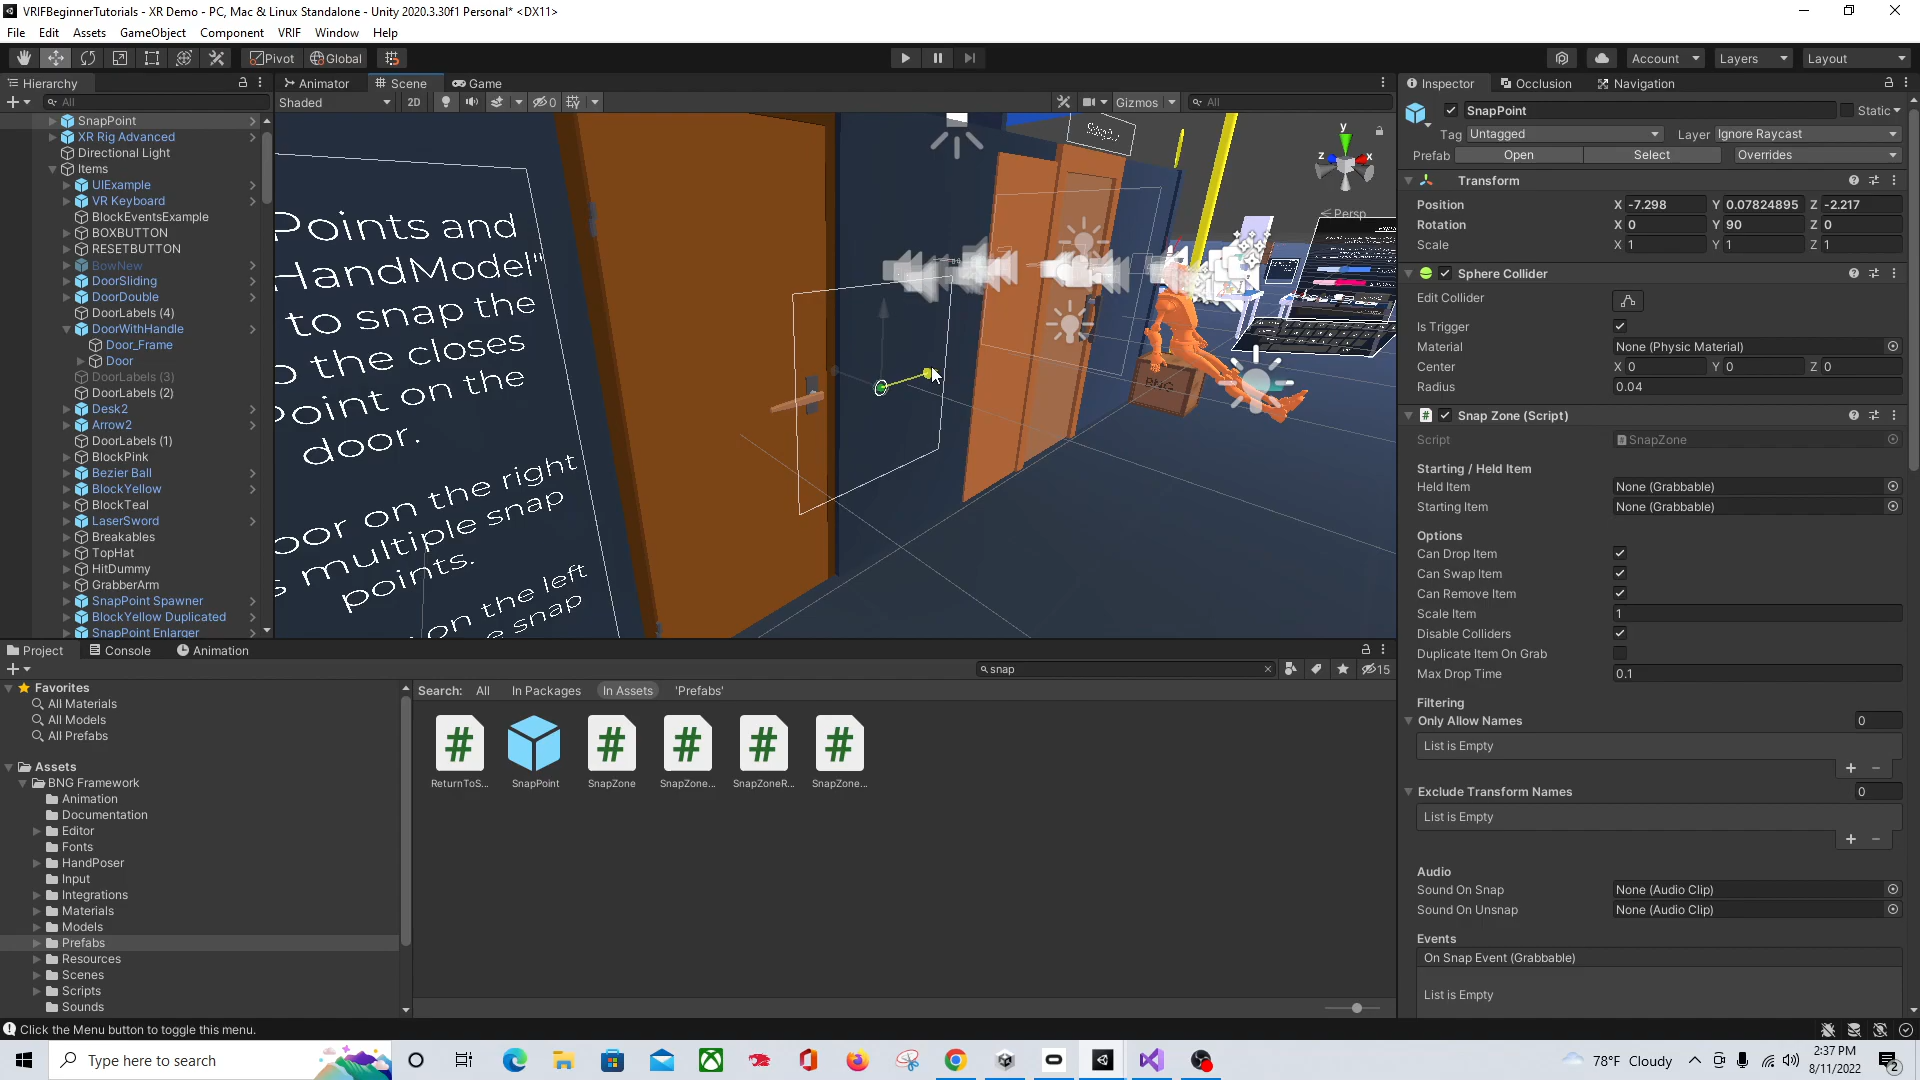 VRIFBeginnerTutorials - XR Demo - PC, Mac & Linux Standalone - Unity 2020.3.30f1 Personal* <DX11>
File Edit Assets GameObject Component VRIF Window Help
Pivot Global Account Layers Layout
Hierarchy
All
SnapPoint
XR Rig Advanced
Directional Light
Items
UIExample
VR Keyboard
BlockEventsExample
BOXBUTTON
RESETBUTTON
BowNew
DoorSliding
DoorDouble
DoorLabels (4)
DoorWithHandle
Door_Frame
Door
DoorLabels (3)
DoorLabels (2)
Desk2
Arrow2
DoorLabels (1)
BlockPink
Bezier Ball
BlockYellow
BlockTeal
LaserSword
Breakables
TopHat
HitDummy
GrabberArm
SnapPoint Spawner
BlockYellow Duplicated
SnapPoint Enlarger
Animator Scene Game
Shaded 2D 0 Gizmos All
Points and
HandModel"
to snap the
o the closes
Point on the
door.
oor on the right
s multiple snap
points.
on the left
e snap
BNG
y
z x
Persp
Inspector Occlusion Navigation
SnapPoint Static
Tag Untagged Layer Ignore Raycast
Prefab Open Select Overrides
Transform
Position X -7.298 Y 0.07824895 Z -2.217
Rotation X 0 Y 90 Z 0
Scale X 1 Y 1 Z 1
Sphere Collider
Edit Collider
Is Trigger
Material None (Physic Material)
Center X 0 Y 0 Z 0
Radius 0.04
# Snap Zone (Script)
Script SnapZone
Starting / Held Item
Held Item None (Grabbable)
Starting Item None (Grabbable)
Options
Can Drop Item
Can Swap Item
Can Remove Item
Scale Item 1
Disable Colliders
Duplicate Item On Grab
Max Drop Time 0.1
Filtering
Only Allow Names 0
List is Empty
+ −
Exclude Transform Names 0
List is Empty
+ −
Audio
Sound On Snap None (Audio Clip)
Sound On Unsnap None (Audio Clip)
Events
On Snap Event (Grabbable)
List is Empty
Project Console Animation
snap 15
Favorites
All Materials
All Models
All Prefabs
Assets
BNG Framework
Animation
Documentation
Editor
Fonts
HandPoser
Input
Integrations
Materials
Models
Prefabs
Resources
Scenes
Scripts
Sounds
Search: All In Packages In Assets 'Prefabs'
# # # # #
ReturnToS... SnapPoint SnapZone SnapZone... SnapZoneR... SnapZone...
Click the Menu button to toggle this menu.
Type here to search
78°F Cloudy
2:37 PM
8/11/2022
2